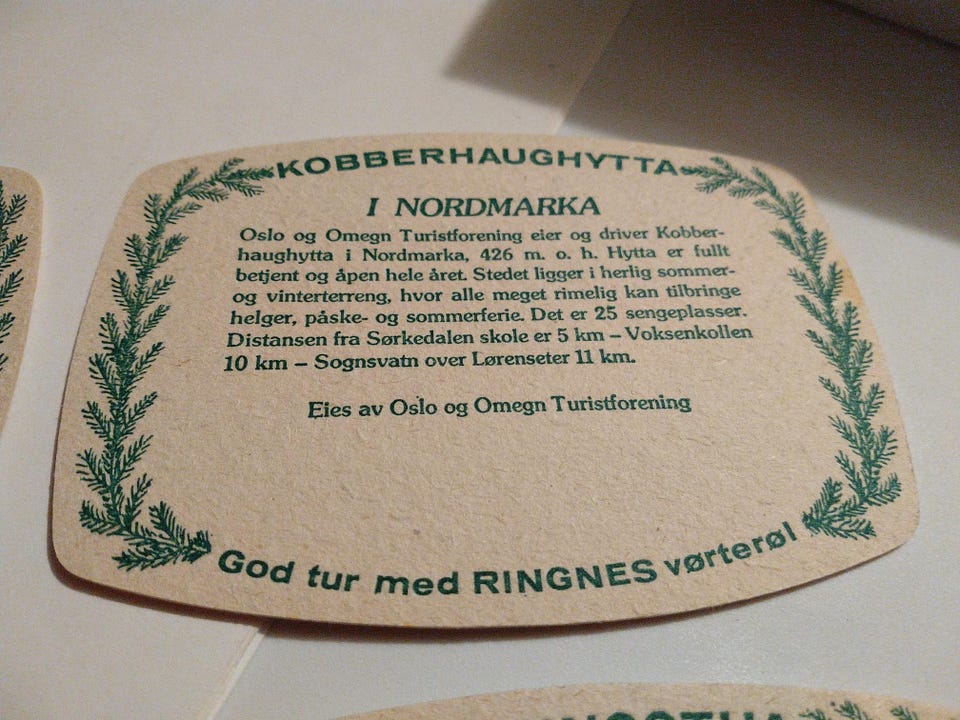 KOBBERHAUGHYTTA
I NORDMARKA
Oslo og Omegn Turistforening eier og driver Kobber-
haughytta i Nordmarka, 426 m. o. h. Hytta er fullt
betjent og åpen hele året. Stedet ligger i herlig sommer-
og vinterterreng, hvor alle meget rimelig kan tilbringe
helger, påske- og sommerferie. Det er 25 sengeplasser.
Distansen fra Sørkedalen skole er 5 km – Voksenkollen
10 km – Sognsvatn over Lørenseter 11 km.
Eies av Oslo og Omegn Turistforening
God tur med RINGNES vørterøl